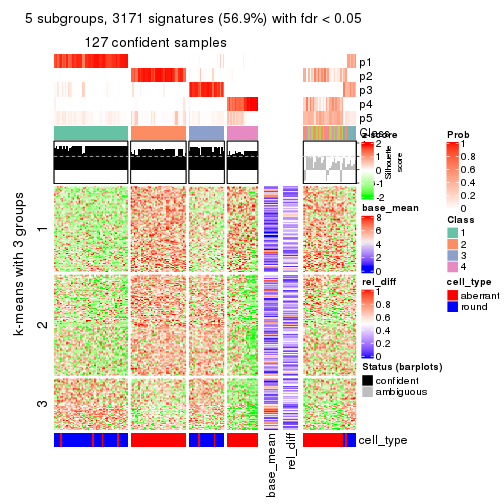 5 subgroups, 3171 signatures (56.9%) with fdr < 0.05
127 confident samples
p1
p2
p3
p4
p5
Class
Silhouette
score
k-means with 3 groups
1
2
3
cell_type
base_mean
rel_diff
z-score
2
1
0
-1
-2
base_mean
8
6
4
2
0
rel_diff
1
0.8
0.6
0.4
0.2
0
Status (barplots)
confident
ambiguous
Prob
1
0.8
0.6
0.4
0.2
0
Class
1
2
3
4
cell_type
aberrant
round